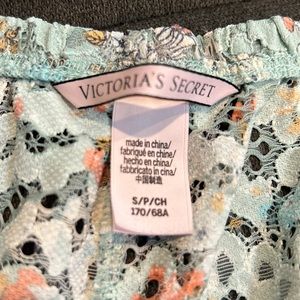 VICTORIA'S SECRET
made in china/
fabriqué en chine/
hecho en china/
fabbricato in cina/
中国制造
S/P/CH
170/68A